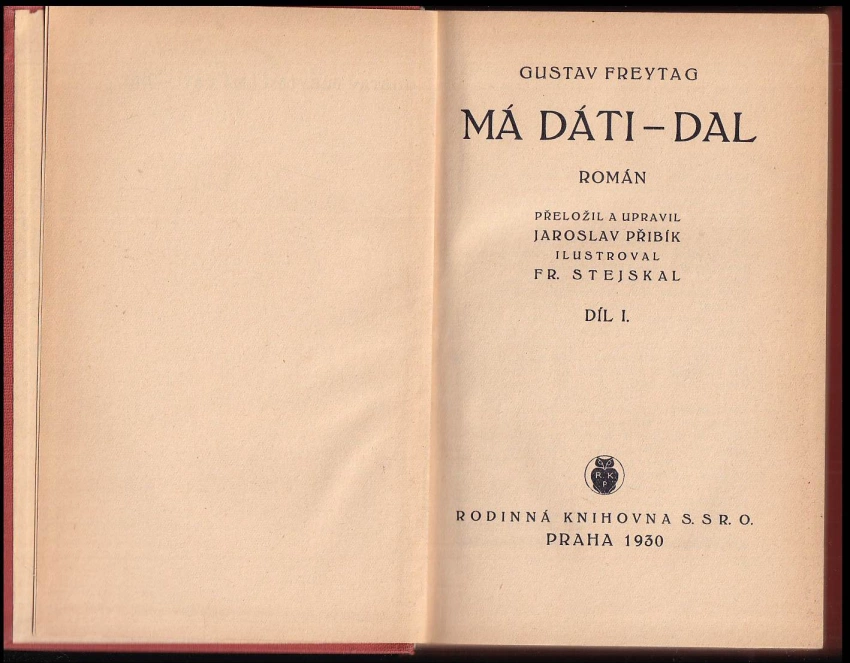 GUSTAV FREYTAG
MÁ DÁTI – DAL
ROMÁN
PŘELOŽIL A UPRAVIL
JAROSLAV PŘIBÍK
ILUSTROVAL
FR. STEJSKAL
DÍL I.
R. K.
P
RODINNÁ KNIHOVNA S. S R. O.
PRAHA 1930